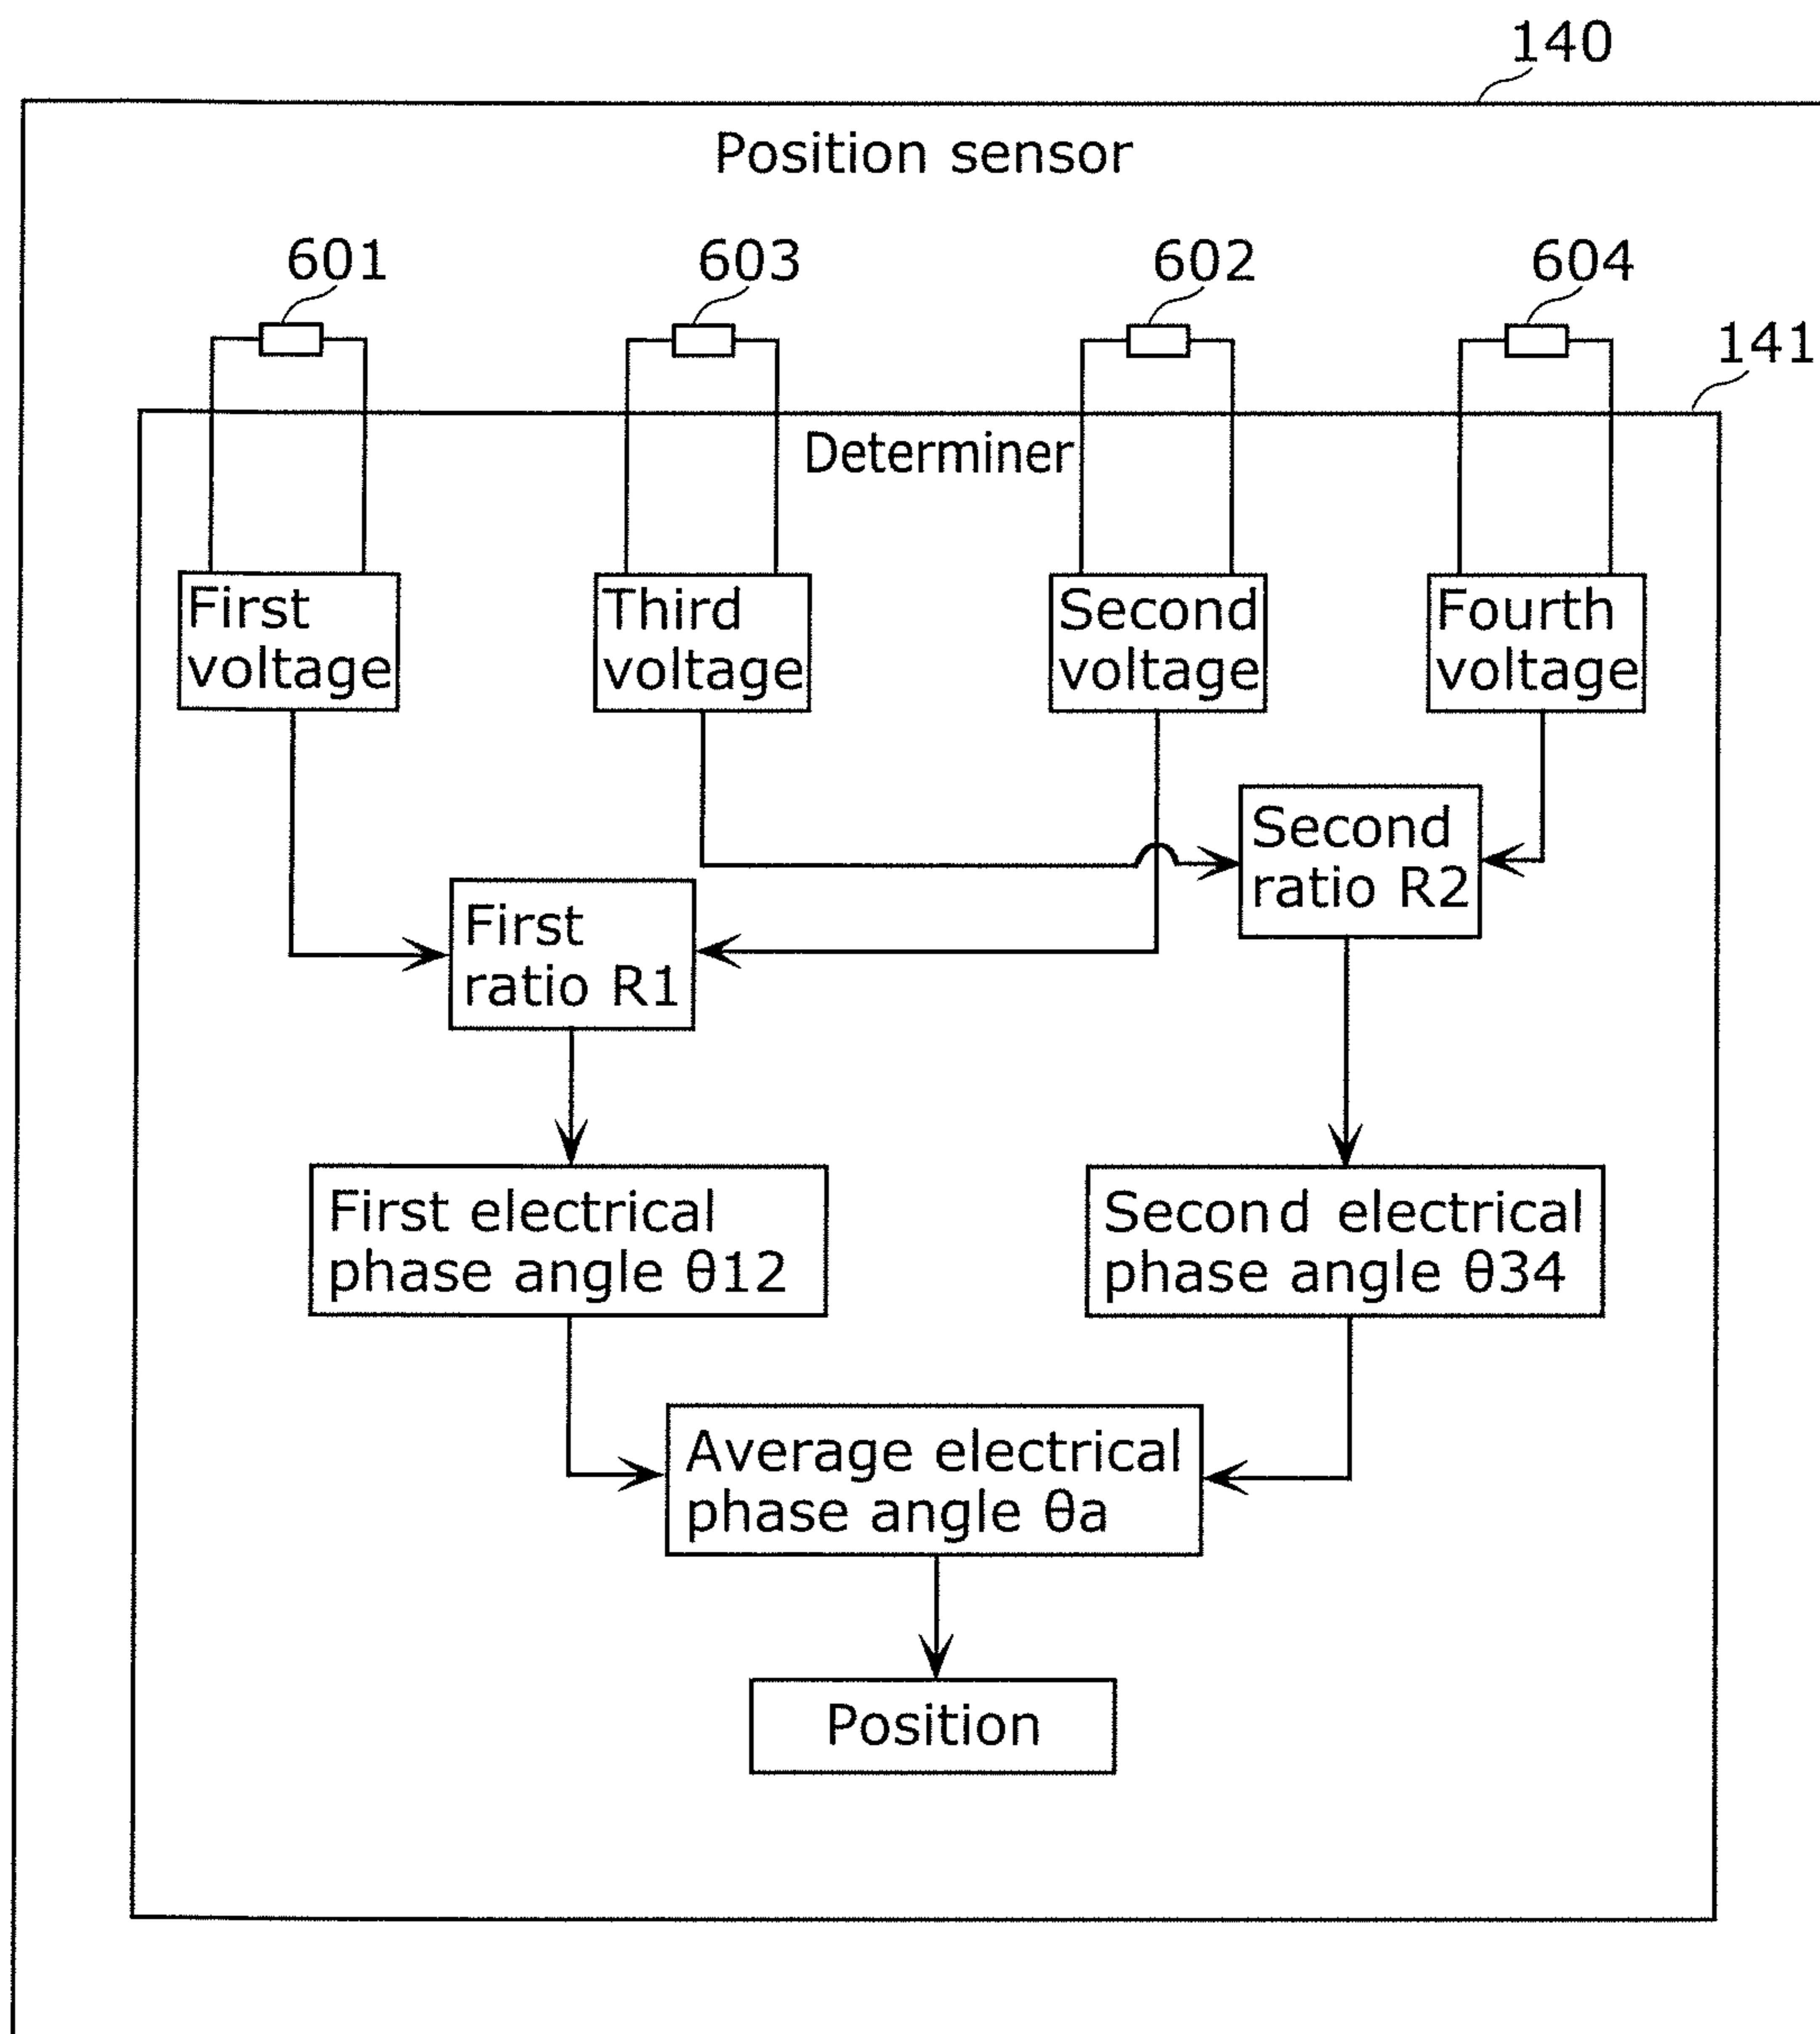 140
Position sensor
601
603
602
604
141
Determiner
First
voltage
Third
voltage
Second
voltage
Fourth
voltage
Second
ratio R2
First
ratio R1
First electrical
phase angle θ12
Second electrical
phase angle θ34
Average electrical
phase angle θa
Position